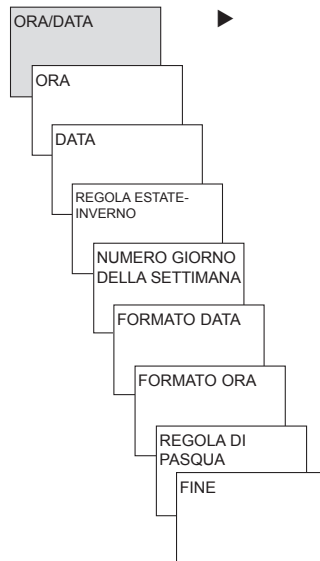 ORA/DATA
ORA
DATA
REGOLA ESTATE-
INVERNO
NUMERO GIORNO
DELLA SETTIMANA
FORMATO DATA
FORMATO ORA
REGOLA DI
PASQUA
FINE